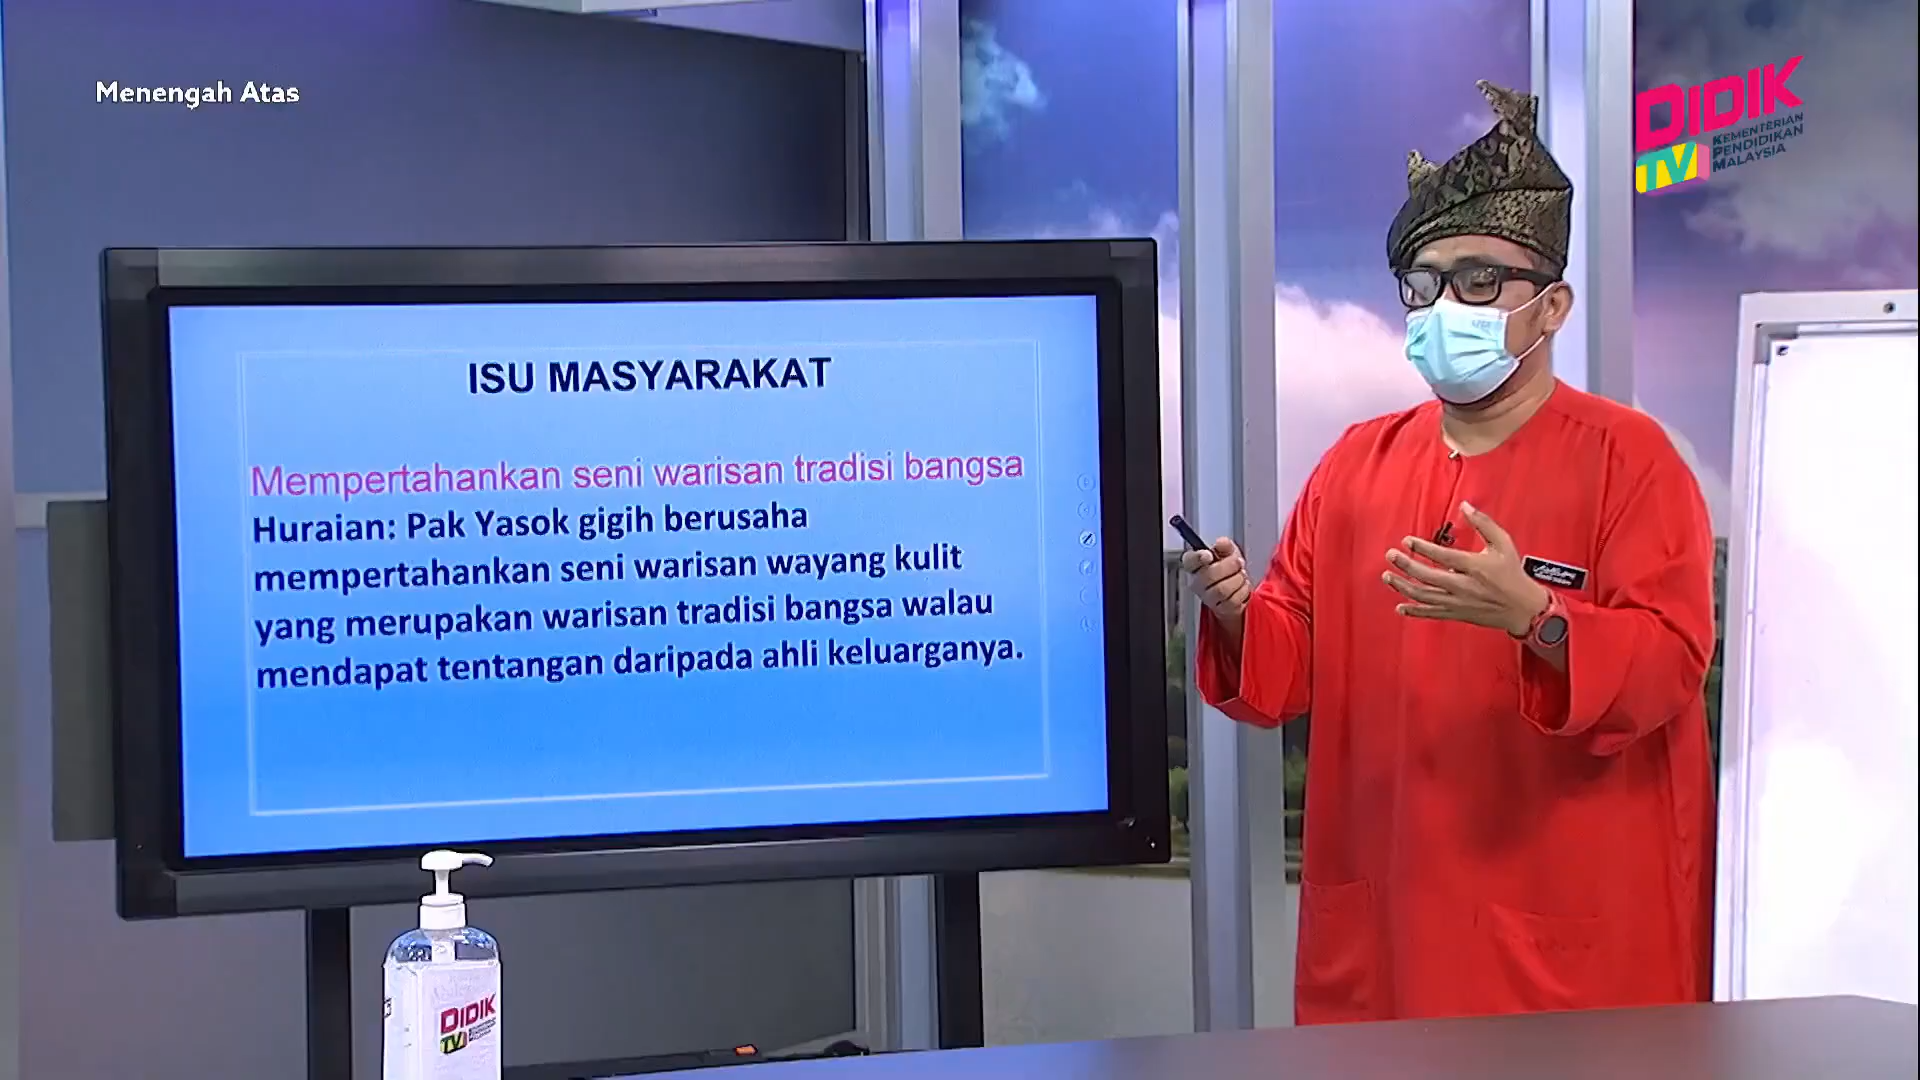 Menengah Atas
DIDIK
TV
KEMENTERIAN
PENDIDIKAN
MALAYSIA
ISU MASYARAKAT
Mempertahankan seni warisan tradisi bangsa
Huraian: Pak Yasok gigih berusaha
mempertahankan seni warisan wayang kulit
yang merupakan warisan tradisi bangsa walau
mendapat tentangan daripada ahli keluarganya.
DIDIK
TV